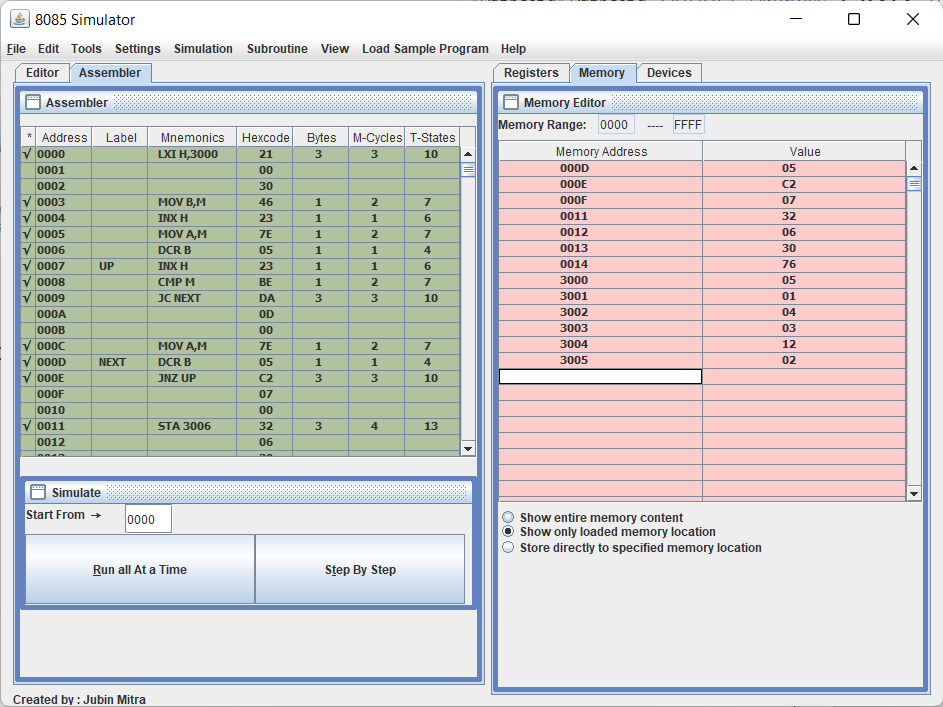 8085 Simulator
File Edit Tools Settings Simulation Subroutine View Load Sample Program Help
Editor Assembler
Assembler
* Address Label Mnemonics Hexcode Bytes M-Cycles T-States
√ 0000 LXI H,3000 21 3 3 10
0001 00
0002 30
√ 0003 MOV B,M 46 1 2 7
√ 0004 INX H 23 1 1 6
√ 0005 MOV A,M 7E 1 2 7
√ 0006 DCR B 05 1 1 4
√ 0007 UP INX H 23 1 1 6
√ 0008 CMP M BE 1 2 7
√ 0009 JC NEXT DA 3 3 10
000A 0D
000B 00
√ 000C MOV A,M 7E 1 2 7
√ 000D NEXT DCR B 05 1 1 4
√ 000E JNZ UP C2 3 3 10
000F 07
0010 00
√ 0011 STA 3006 32 3 4 13
0012 06
Simulate
Start From → 0000
Run all At a Time Step By Step
Registers Memory Devices
Memory Editor
Memory Range: 0000 ---- FFFF
Memory Address Value
000D 05
000E C2
000F 07
0011 32
0012 06
0013 30
0014 76
3000 05
3001 01
3002 04
3003 03
3004 12
3005 02
Show entire memory content
Show only loaded memory location
Store directly to specified memory location
Created by : Jubin Mitra